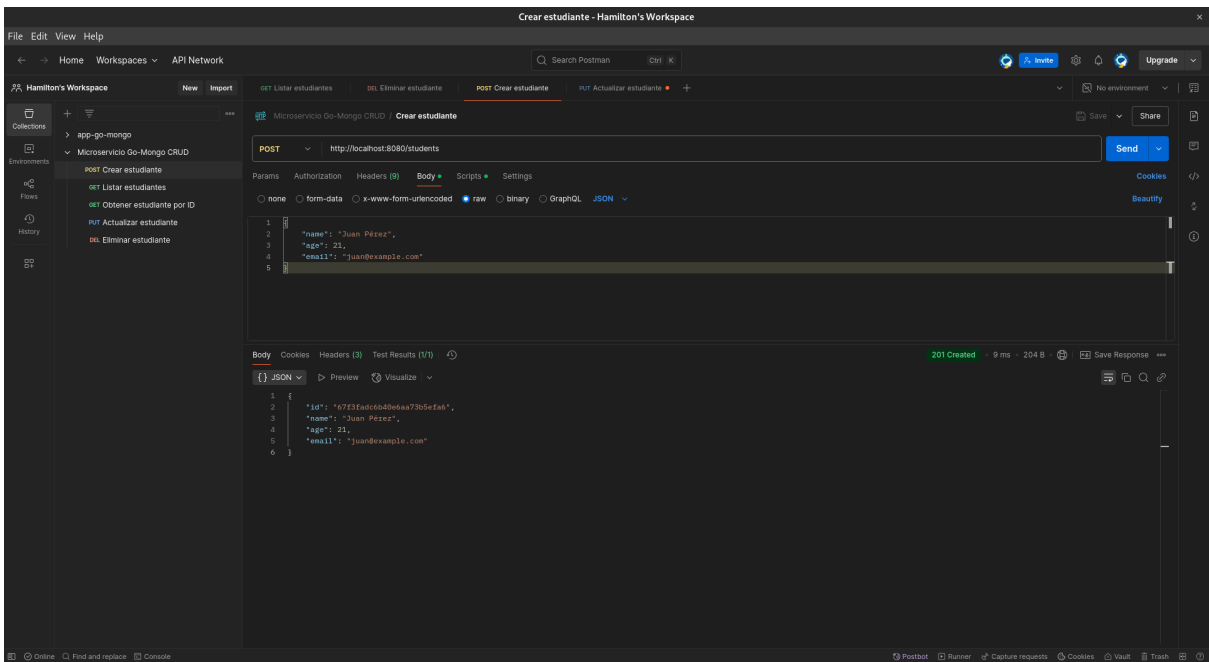 Crear estudiante - Hamilton's Workspace
File Edit View Help
Home Workspaces API Network
Search Postman Ctrl K
Invite
Upgrade
Hamilton's Workspace New Import
GET Listar estudiantes DEL Eliminar estudiante POST Crear estudiante PUT Actualizar estudiante
No environment
Collections
Environments
Flows
History
app-go-mongo
Microservicio Go-Mongo CRUD
POST Crear estudiante
GET Listar estudiantes
GET Obtener estudiante por ID
PUT Actualizar estudiante
DEL Eliminar estudiante
Microservicio Go-Mongo CRUD / Crear estudiante
Save Share
POST http://localhost:8080/students Send
Params Authorization Headers (9) Body Scripts Settings Cookies
none form-data x-www-form-urlencoded raw binary GraphQL JSON Beautify
1 {
2 "name": "Juan Pérez",
3 "age": 21,
4 "email": "juan@example.com"
5 }
Body Cookies Headers (3) Test Results (1/1) 201 Created 9 ms 204 B Save Response
{} JSON Preview Visualize
1 {
2 "id": "67f3fadc6b40e6aa73b5efa6",
3 "name": "Juan Pérez",
4 "age": 21,
5 "email": "juan@example.com"
6 }
Online Find and replace Console Postbot Runner Capture requests Cookies Vault Trash